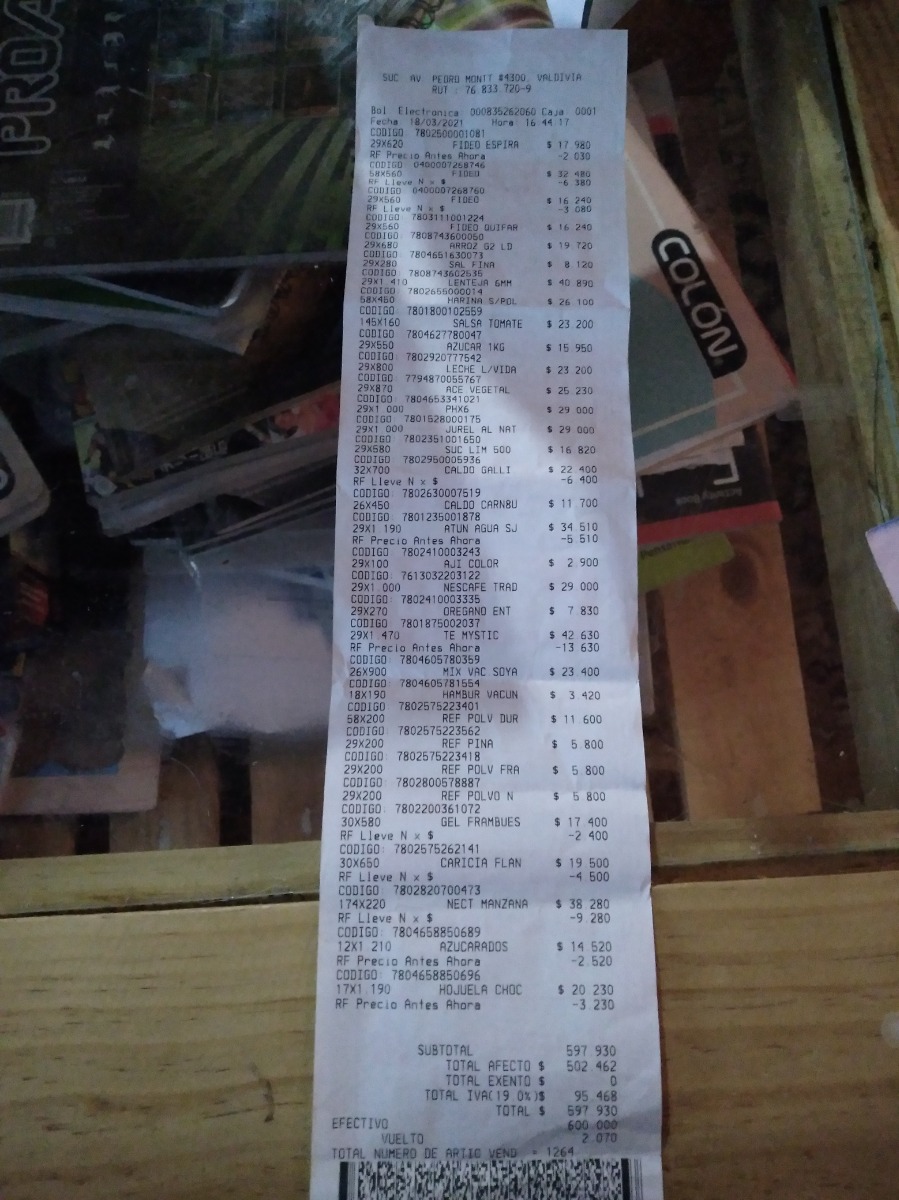 PROA
COLÓN
SUC AV. PEDRO MONTT #4300, VALDIVIA
RUT : 76.833.720-9
Bol. Electronica 000835262060 Caja 0001
Fecha 18/03/2021 Hora 16:44:17
CODIGO 7802500001081
29X620 FIDEO ESPIRA $ 17.980
RF Precio Antes Ahora -2.030
CODIGO 0400007268746
58X560 FIDEO $ 32.480
RF Lleve N x $ -6.380
CODIGO 0400007268760
29X560 FIDEO $ 16.240
RF Lleve N x $ -3.080
CODIGO 7803111001224
29X560 FIDEO QUIFAR $ 16.240
CODIGO 7808743600050
29X680 ARROZ G2 LD $ 19.720
CODIGO 7804651630073
29X280 SAL FINA $ 8.120
CODIGO 7808743602535
29X1.410 LENTEJA 6MM $ 40.890
CODIGO 7802655000014
58X450 HARINA S/POL $ 26.100
CODIGO 7801800102559
145X160 SALSA TOMATE $ 23.200
CODIGO 7804627780047
29X550 AZUCAR 1KG $ 15.950
CODIGO 7802920777542
29X800 LECHE L/VIDA $ 23.200
CODIGO 7794870055767
29X870 ACE VEGETAL $ 25.230
CODIGO 7804653341021
29X1.000 PHX6 $ 29.000
CODIGO 7801528000175
29X1.000 JUREL AL NAT $ 29.000
CODIGO 7802351001650
29X580 SUC LIM 500 $ 16.820
CODIGO 7802950005936
32X700 CALDO GALLI $ 22.400
RF Lleve N x $ -6.400
CODIGO: 7802630007519
26X450 CALDO CARN8U $ 11.700
CODIGO: 7801235001878
29X1.190 ATUN AGUA SJ $ 34.510
RF Precio Antes Ahora -5.510
CODIGO: 7802410003243
29X100 AJI COLOR $ 2.900
CODIGO: 7613032203122
29X1.000 NESCAFE TRAD $ 29.000
CODIGO: 7802410003335
29X270 OREGANO ENT $ 7.830
CODIGO: 7801875002037
29X1.470 TE MYSTIC $ 42.630
RF Precio Antes Ahora -13.630
CODIGO: 7804605780359
26X900 MIX VAC SOYA $ 23.400
CODIGO: 7804605781554
18X190 HAMBUR VACUN $ 3.420
CODIGO: 7802575223401
58X200 REF POLV DUR $ 11.600
CODIGO: 7802575223562
29X200 REF PINA $ 5.800
CODIGO: 7802575223418
29X200 REF POLV FRA $ 5.800
CODIGO: 7802800578887
29X200 REF POLVO N $ 5.800
CODIGO: 7802200361072
30X580 GEL FRAMBUES $ 17.400
RF Lleve N x $ -2.400
CODIGO: 7802575262141
30X650 CARICIA FLAN $ 19.500
RF Lleve N x $ -4.500
CODIGO: 7802820700473
174X220 NECT MANZANA $ 38.280
RF Lleve N x $ -9.280
CODIGO: 7804658850689
12X1.210 AZUCARADOS $ 14.520
RF Precio Antes Ahora -2.520
CODIGO: 7804658850696
17X1.190 HOJUELA CHOC $ 20.230
RF Precio Antes Ahora -3.230
SUBTOTAL 597.930
TOTAL AFECTO $ 502.462
TOTAL EXENTO $ 0
TOTAL IVA(19.0%)$ 95.468
TOTAL $ 597.930
EFECTIVO 600.000
VUELTO 2.070
TOTAL NUMERO DE ARTIC VEND. = 1264
Activity Book